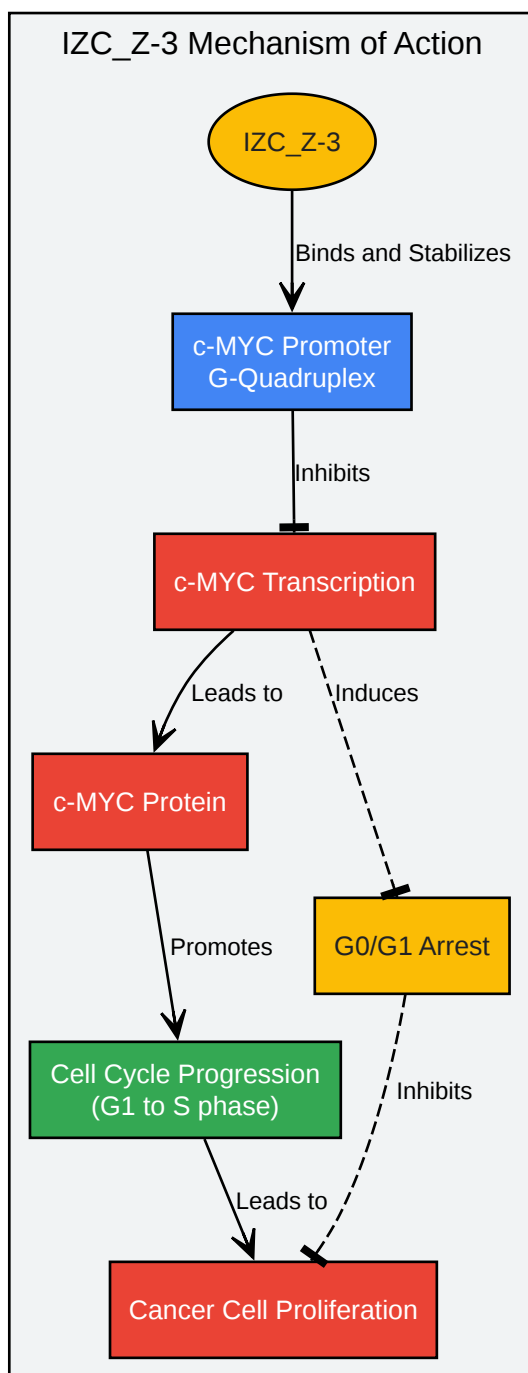 IZC_Z-3 Mechanism of Action
IZC_Z-3
Binds and Stabilizes
c-MYC Promoter
G-Quadruplex
Inhibits
c-MYC Transcription
Leads to
Induces
c-MYC Protein
G0/G1 Arrest
Promotes
Cell Cycle Progression
(G1 to S phase)
Inhibits
Leads to
Cancer Cell Proliferation